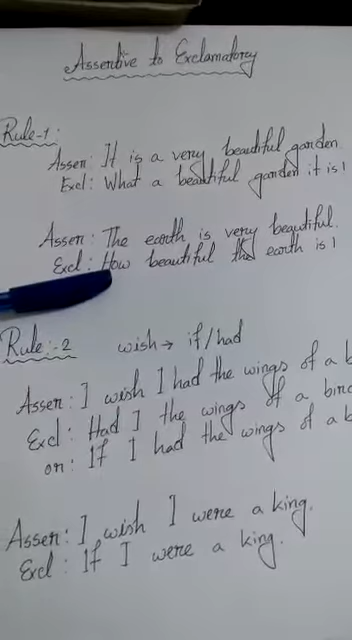 Assertive to Exclamatory
Rule-1:
Asser: It is a very beautiful garden
Excl: What a beautiful garden it is!
Asser: The earth is very beautiful.
Excl: How beautiful the earth is!
Rule:-2 wish → if/had
Asser: I wish I had the wings of a b
Excl: Had I the wings of a bird
or: If I had the wings of a b
Asser: I wish I were a king.
Excl: If I were a king.